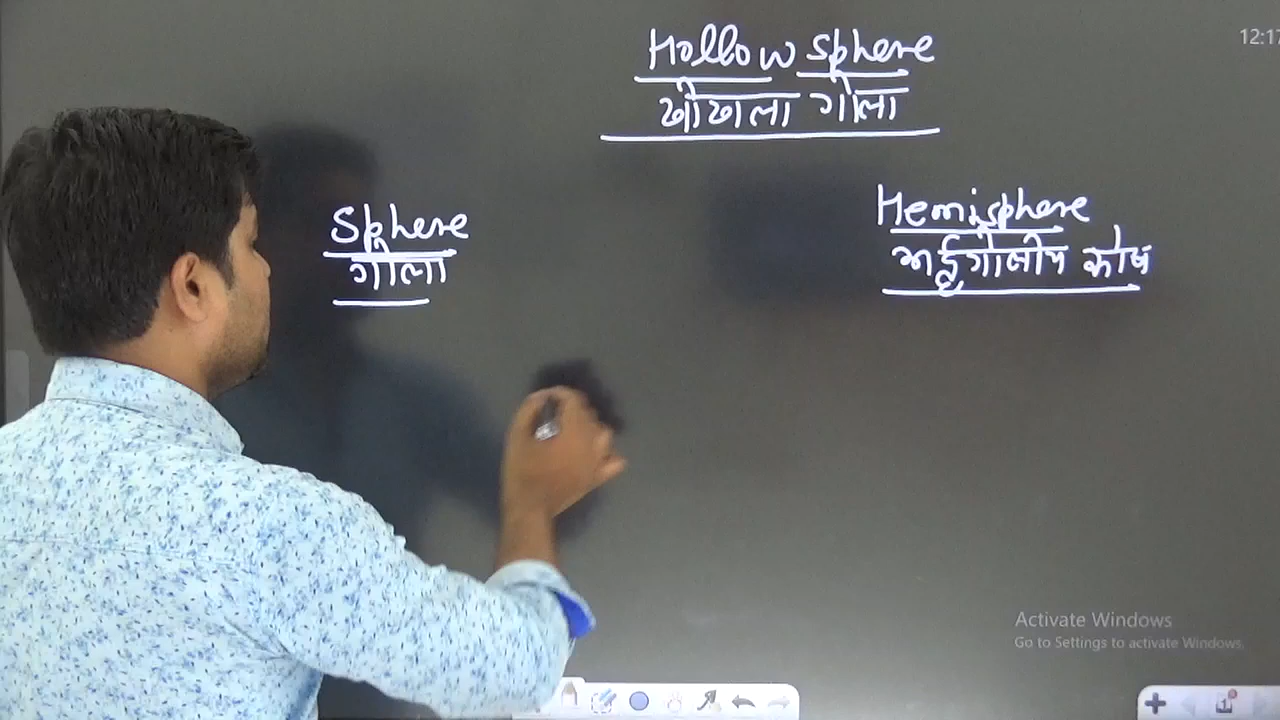 12:17
Hollow sphere
खोखला गोला
Sphere
गोला
Hemisphere
अर्द्धगोलीय कोष
Activate Windows
Go to Settings to activate Windows.